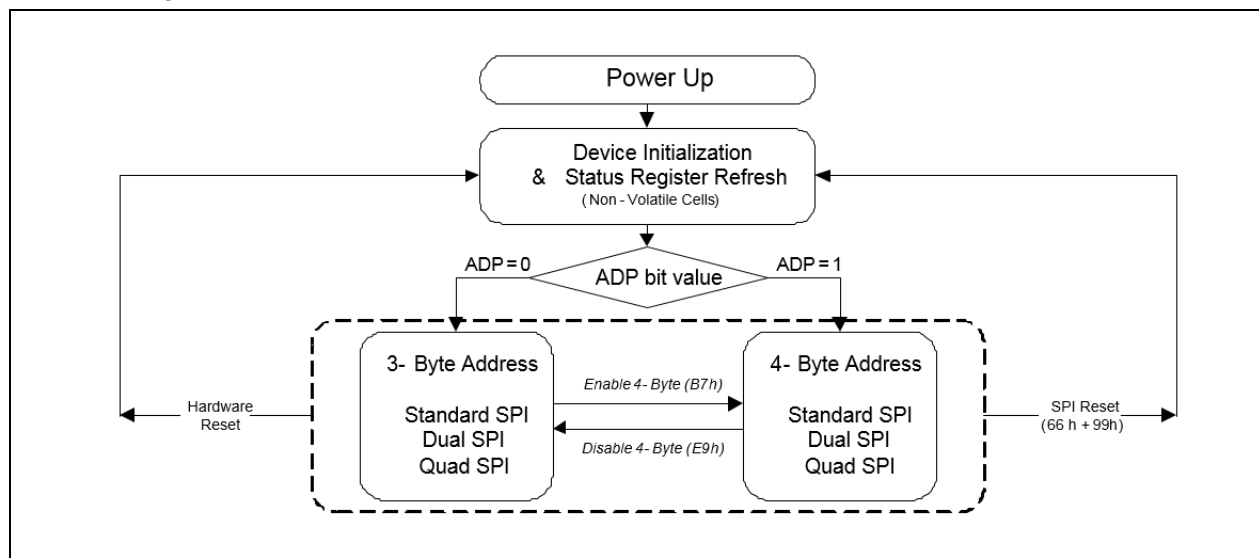 Power Up
Device Initialization
& Status Register Refresh
( Non - Volatile Cells)
ADP = 0
ADP bit value
ADP = 1
3- Byte Address
Standard SPI
Dual SPI
Quad SPI
Enable 4- Byte (B7h)
Disable 4- Byte (E9h)
4- Byte Address
Standard SPI
Dual SPI
Quad SPI
Hardware
Reset
SPI Reset
(66 h + 99h)